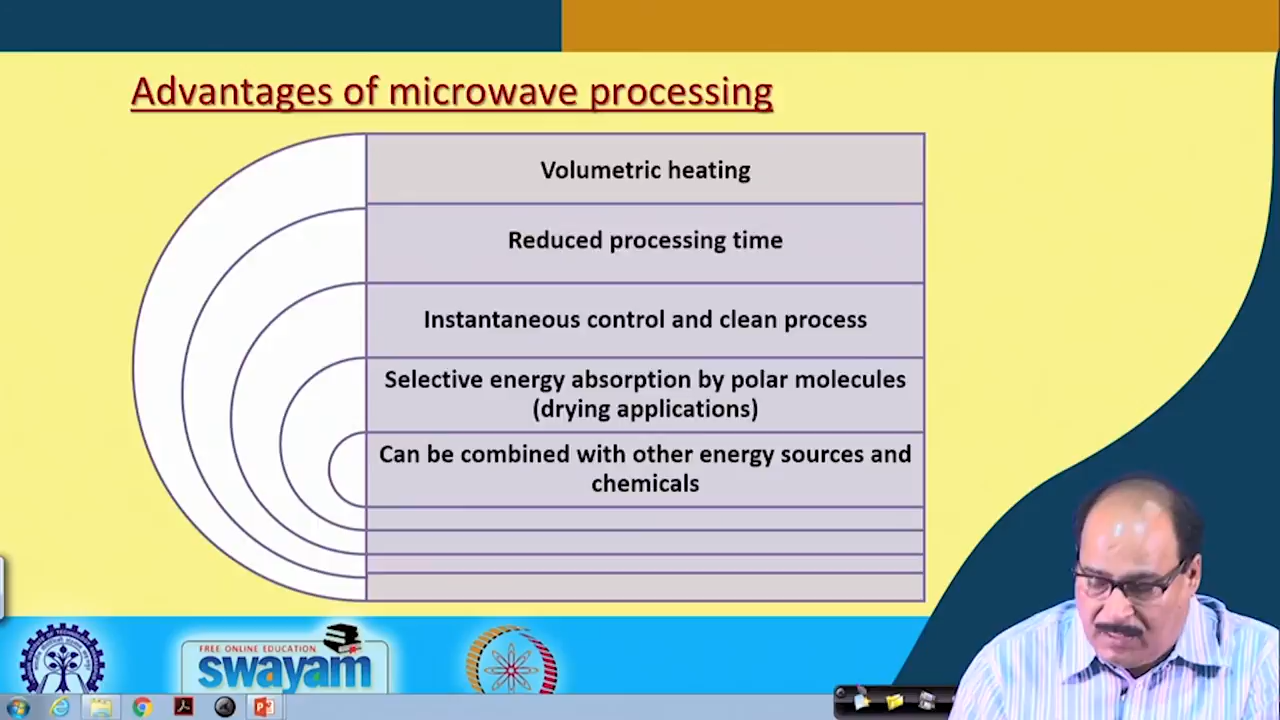 Advantages of microwave processing
Volumetric heating
Reduced processing time
Instantaneous control and clean process
Selective energy absorption by polar molecules
(drying applications)
Can be combined with other energy sources and
chemicals
FREE ONLINE EDUCATION
swayam